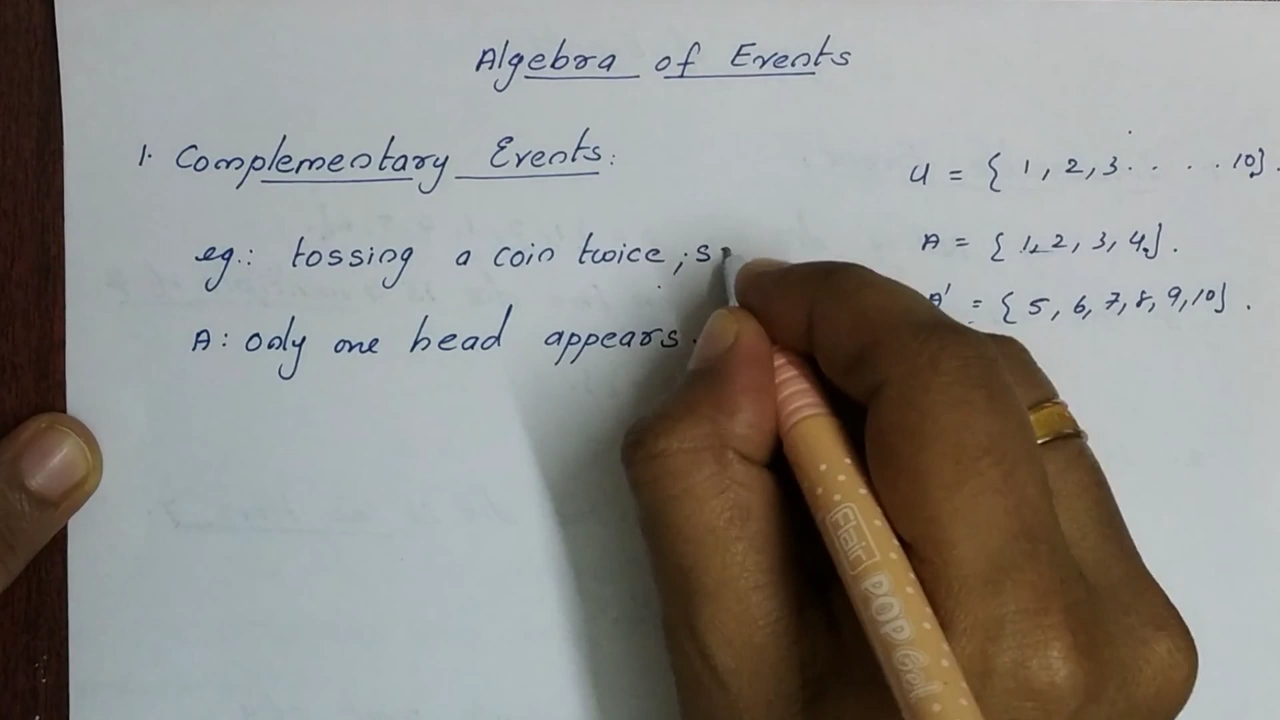 Algebra of Events
1. Complementary Events:
eg.: tossing a coin twice ; s
A: only one head appears.
U = { 1, 2, 3 . . . . 10}.
A = { 1, 2, 3, 4}.
A' = { 5, 6, 7, 8, 9, 10} .
Flair POP Gel